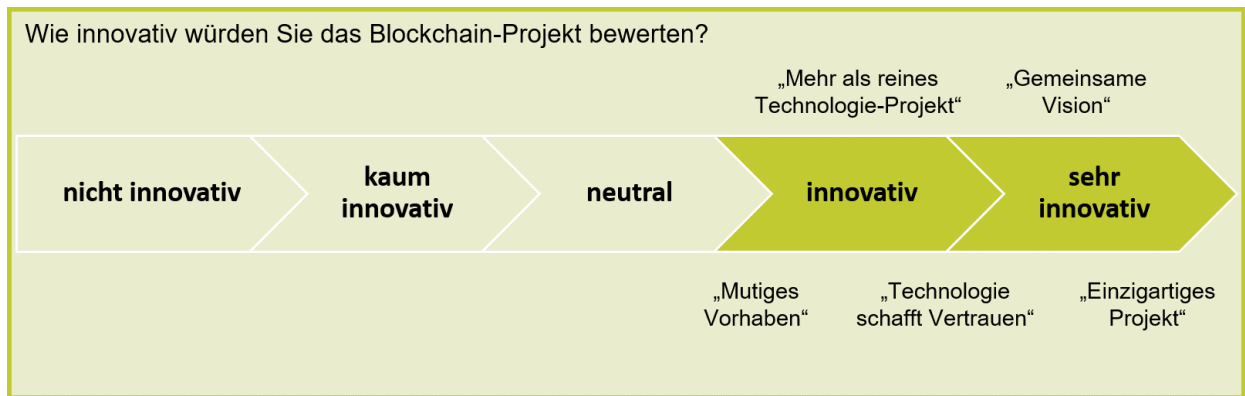 Wie innovativ würden Sie das Blockchain-Projekt bewerten?
„Mehr als reines
Technologie-Projekt“
„Gemeinsame
Vision“
nicht innovativ
kaum
innovativ
neutral
innovativ
sehr
innovativ
„Mutiges
Vorhaben“
„Technologie
schafft Vertrauen“
„Einzigartiges
Projekt“